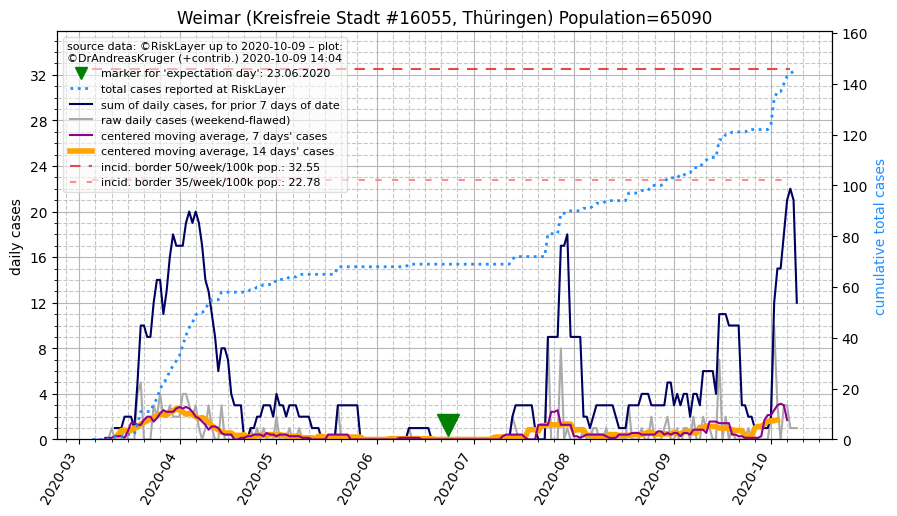 Weimar (Kreisfreie Stadt #16055, Thüringen) Population=65090
source data: ©RiskLayer up to 2020-10-09 – plot:
©DrAndreasKruger (+contrib.) 2020-10-09 14:04
marker for 'expectation day': 23.06.2020
total cases reported at RiskLayer
sum of daily cases, for prior 7 days of date
raw daily cases (weekend-flawed)
centered moving average, 7 days' cases
centered moving average, 14 days' cases
incid. border 50/week/100k pop.: 32.55
incid. border 35/week/100k pop.: 22.78
daily cases
32
28
24
20
16
12
8
4
0
cumulative total cases
160
140
120
100
80
60
40
20
0
2020-03
2020-04
2020-05
2020-06
2020-07
2020-08
2020-09
2020-10